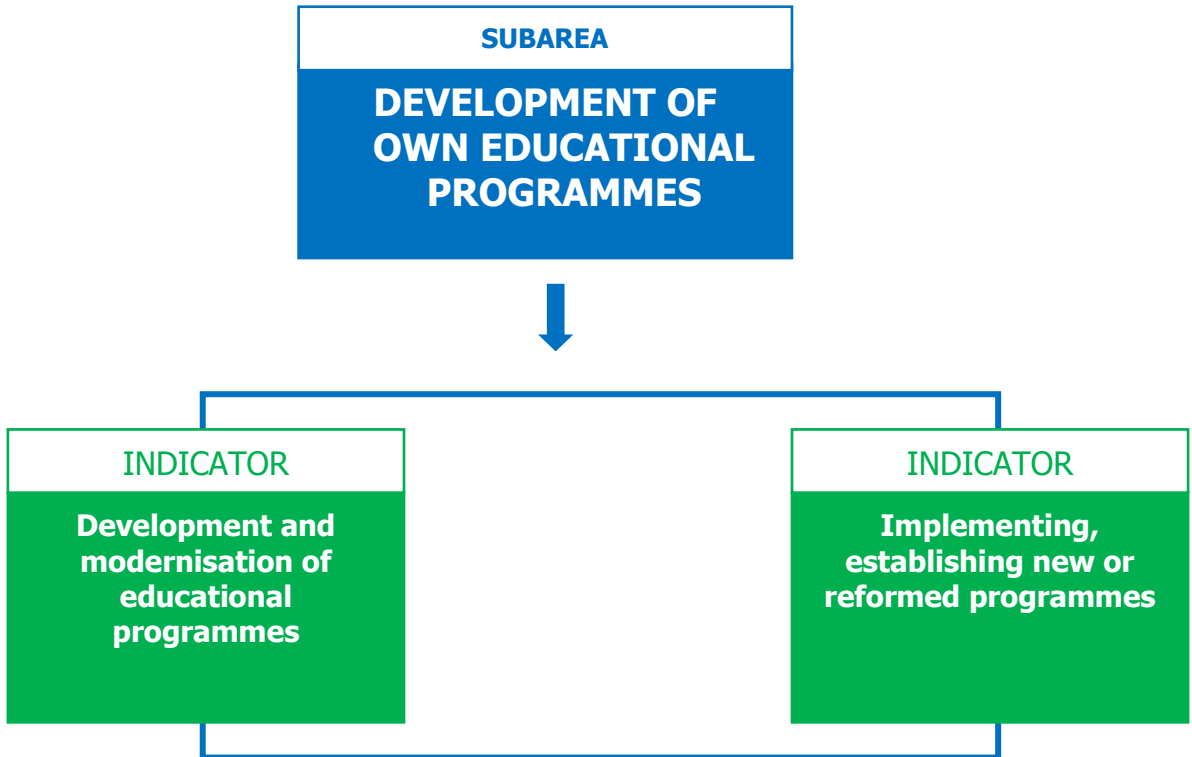 SUBAREA
DEVELOPMENT OF
OWN EDUCATIONAL
PROGRAMMES
INDICATOR
Development and
modernisation of
educational
programmes
INDICATOR
Implementing,
establishing new or
reformed programmes